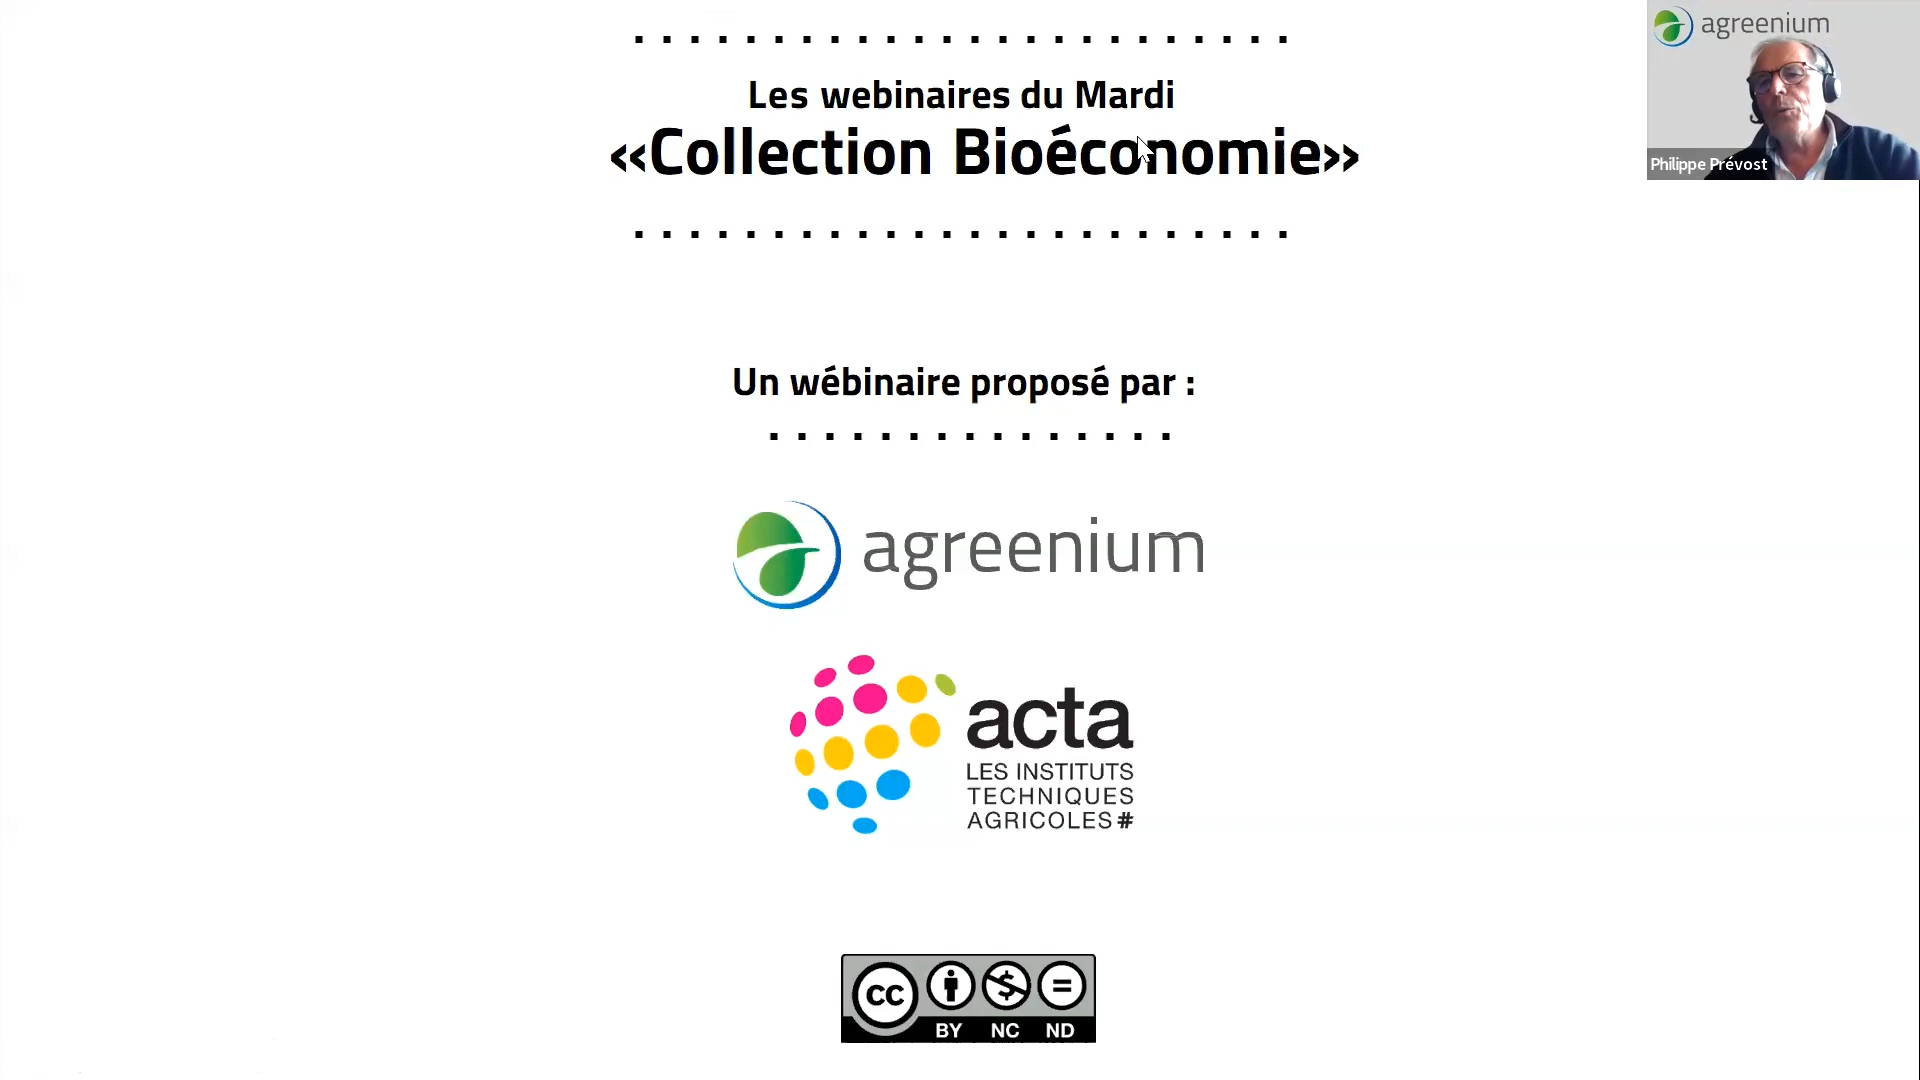 Les webinaires du Mardi
«Collection Bioéconomie»
agreenium
Philippe Prévost
Un wébinaire proposé par :
agreenium
acta
LES INSTITUTS
TECHNIQUES
AGRICOLES #
cc
BY NC ND